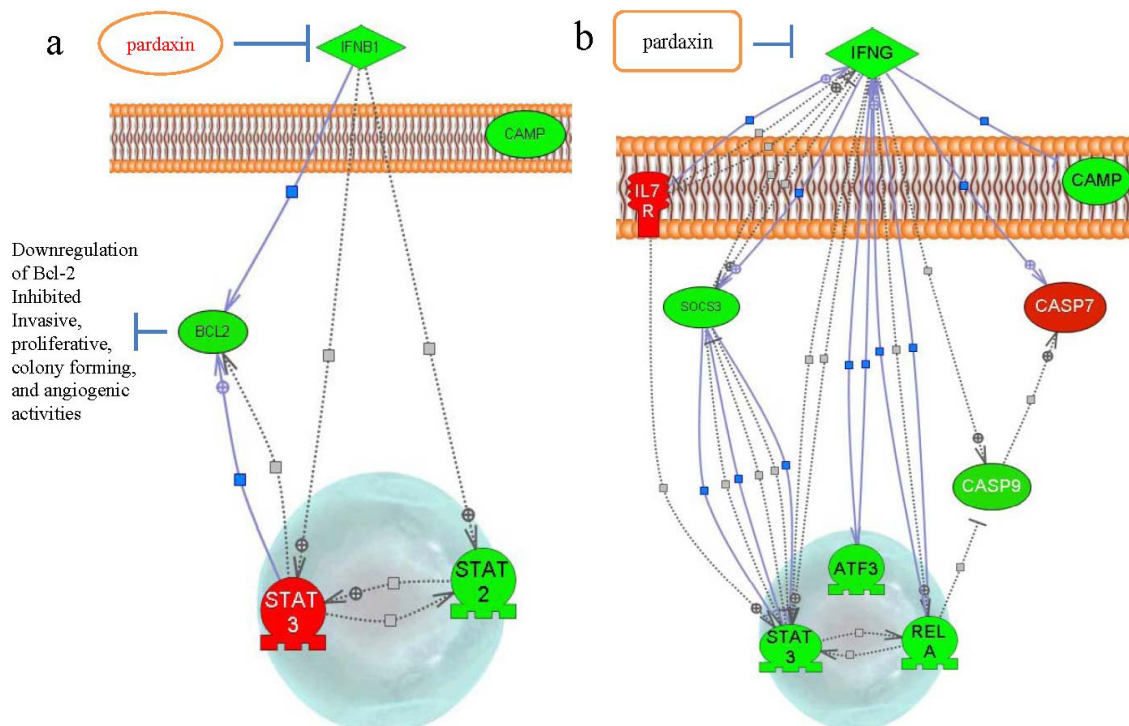 a
pardaxin
IFNB1
CAMP
Downregulation
of Bcl-2
Inhibited
Invasive,
proliferative,
colony forming,
and angiogenic
activities
BCL2
STAT
3
STAT
2
b
pardaxin
IFNG
IL7
R
CAMP
SOCS3
CASP7
CASP9
ATF3
STAT
3
REL
A